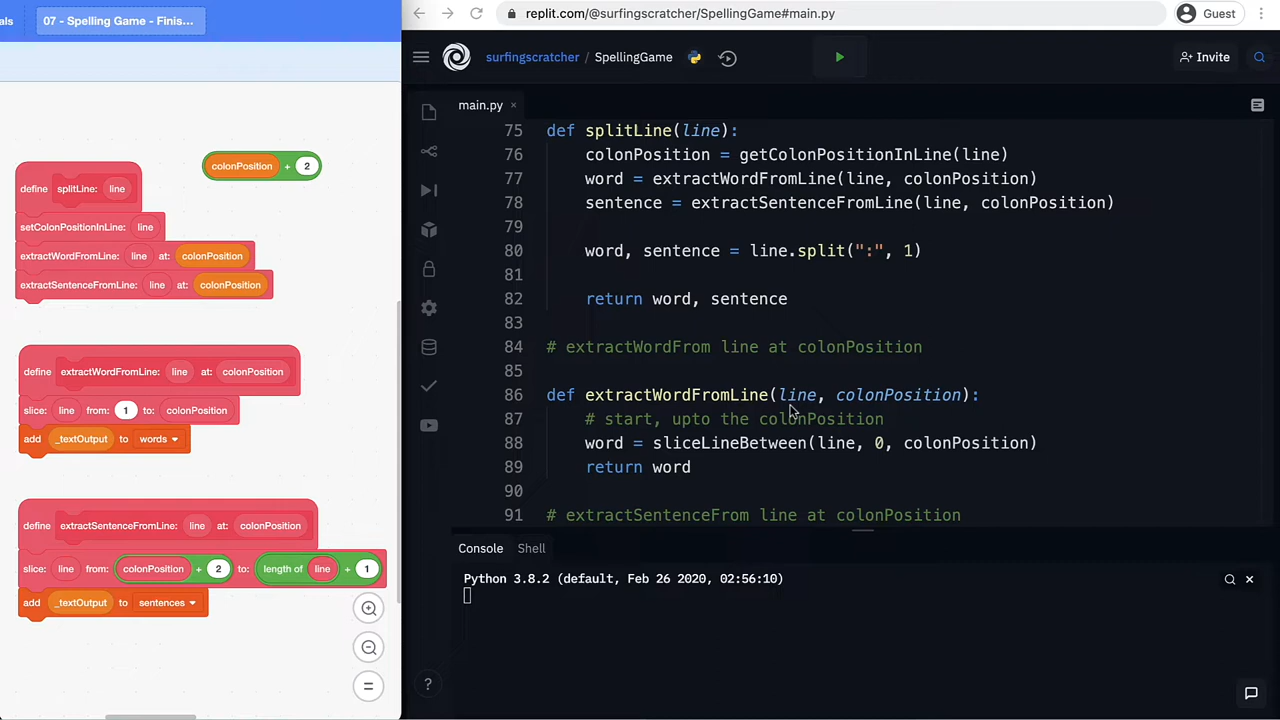 als
07 - Spelling Game - Finis...
colonPosition + 2
define splitLine: line
setColonPositionInLine: line
extractWordFromLine: line at: colonPosition
extractSentenceFromLine: line at: colonPosition
define extractWordFromLine: line at: colonPosition
slice: line from: 1 to: colonPosition
add _textOutput to words
define extractSentenceFromLine: line at: colonPosition
slice: line from: colonPosition + 2 to: length of line + 1
add _textOutput to sentences
replit.com/@surfingscratcher/SpellingGame#main.py
Guest
surfingscratcher / SpellingGame
Invite
main.py ×
75 def splitLine(line):
76 colonPosition = getColonPositionInLine(line)
77 word = extractWordFromLine(line, colonPosition)
78 sentence = extractSentenceFromLine(line, colonPosition)
79
80 word, sentence = line.split(":", 1)
81
82 return word, sentence
83
84 # extractWordFrom line at colonPosition
85
86 def extractWordFromLine(line, colonPosition):
87 # start, upto the colonPosition
88 word = sliceLineBetween(line, 0, colonPosition)
89 return word
90
91 # extractSentenceFrom line at colonPosition
Console Shell
Python 3.8.2 (default, Feb 26 2020, 02:56:10)
?